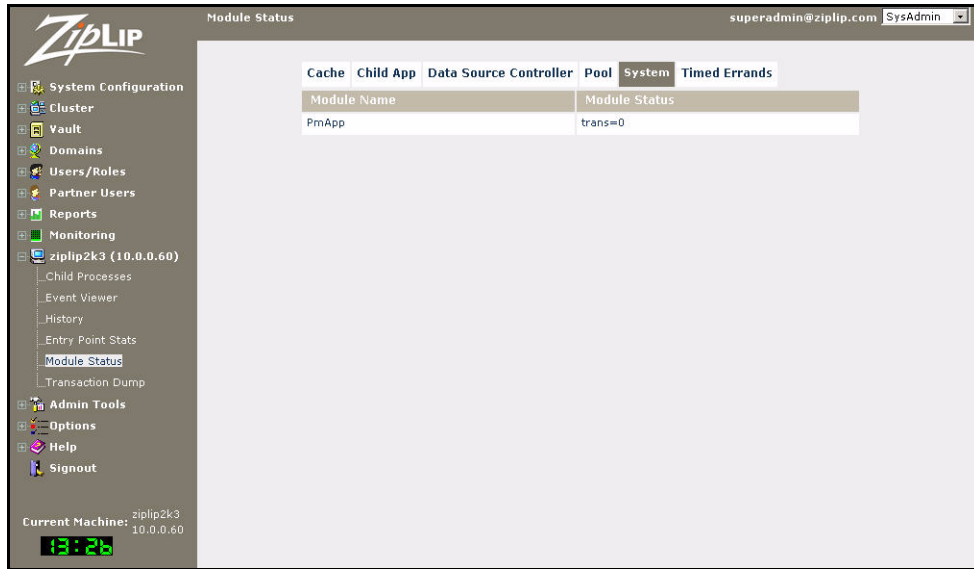 ZIPLIP
Module Status
superadmin@ziplip.com SysAdmin
Cache Child App Data Source Controller Pool System Timed Errands
Module Name Module Status
PmApp trans=0
System Configuration
Cluster
Vault
Domains
Users/Roles
Partner Users
Reports
Monitoring
ziplip2k3 (10.0.0.60)
Child Processes
Event Viewer
History
Entry Point Stats
Module Status
Transaction Dump
Admin Tools
Options
Help
Signout
Current Machine: ziplip2k3
10.0.0.60
13:26